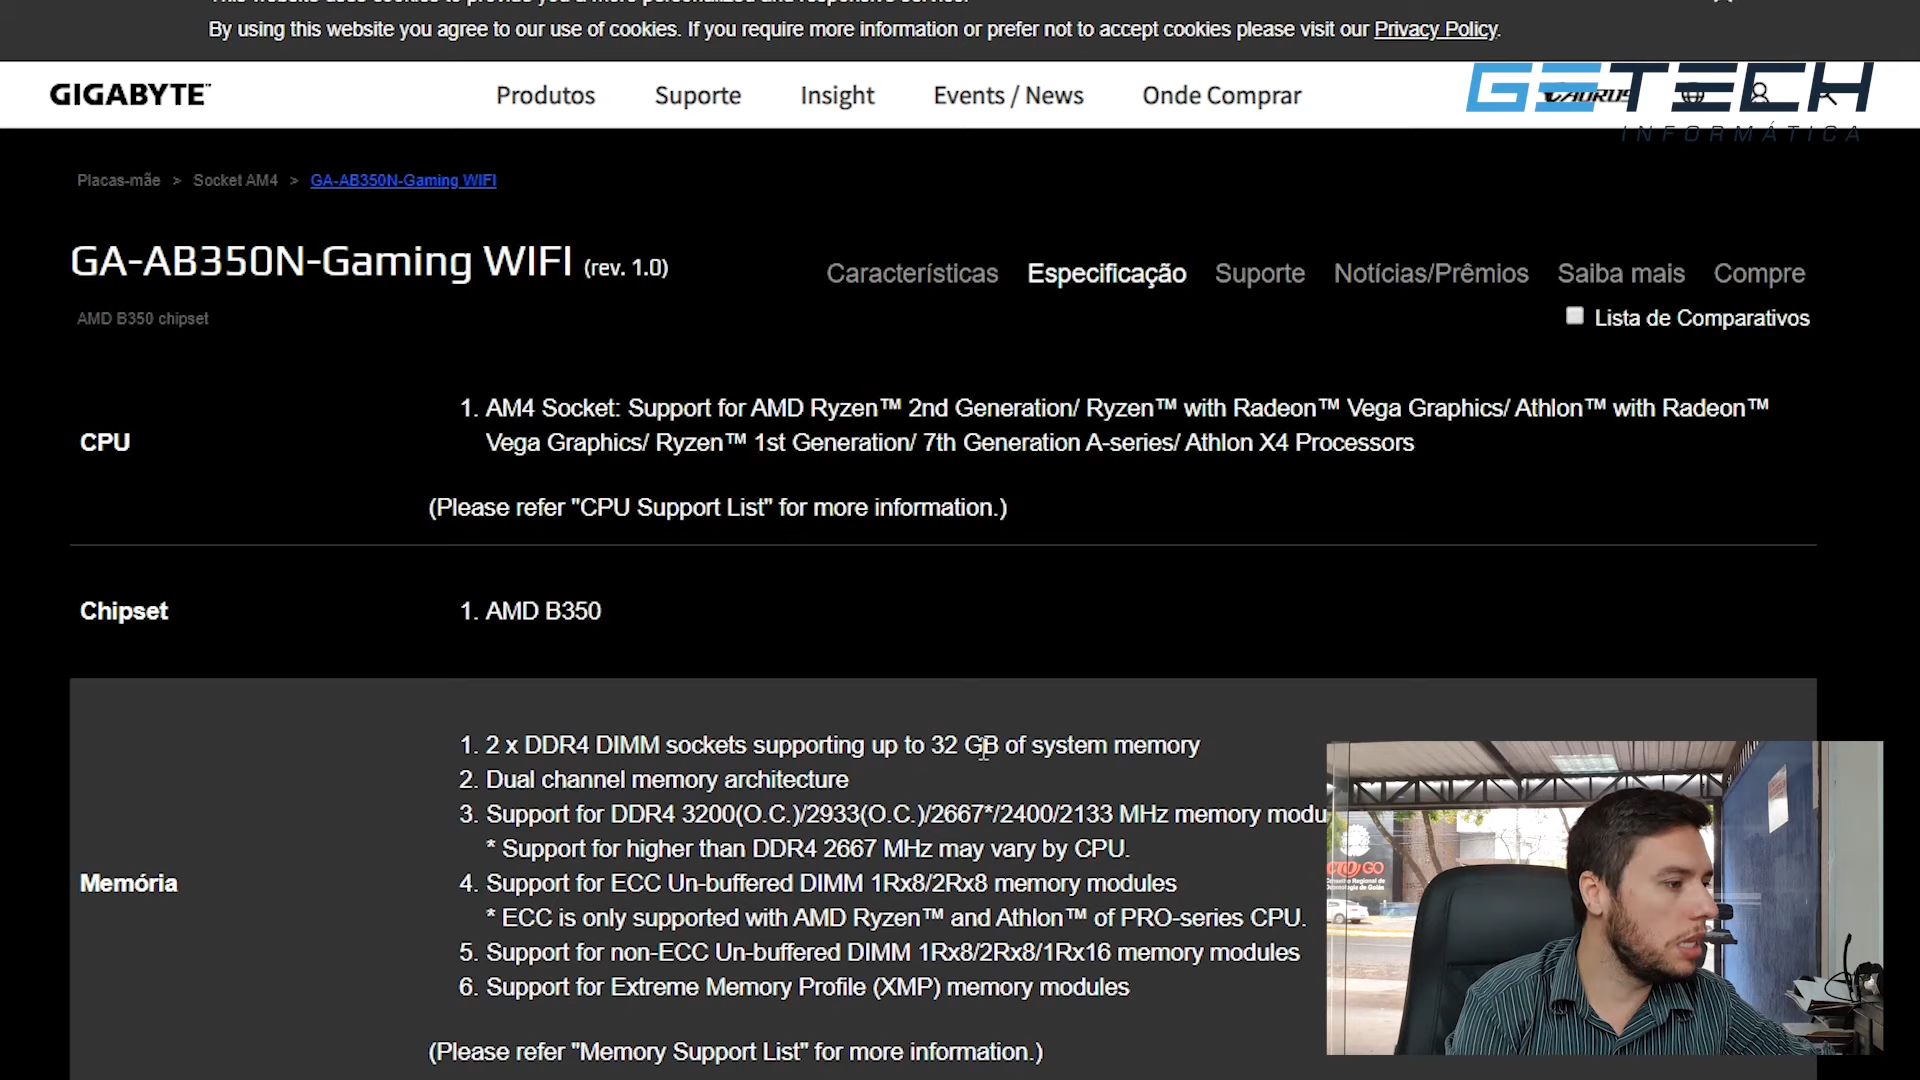 By using this website you agree to our use of cookies. If you require more information or prefer not to accept cookies please visit our Privacy Policy.
GIGABYTE™ Produtos Suporte Insight Events / News Onde Comprar
GETECH
INFORMÁTICA
Placas-mãe > Socket AM4 > GA-AB350N-Gaming WIFI
GA-AB350N-Gaming WIFI (rev. 1.0)
Características Especificação Suporte Notícias/Prêmios Saiba mais Compre
AMD B350 chipset
Lista de Comparativos
CPU
1. AM4 Socket: Support for AMD Ryzen™ 2nd Generation/ Ryzen™ with Radeon™ Vega Graphics/ Athlon™ with Radeon™
Vega Graphics/ Ryzen™ 1st Generation/ 7th Generation A-series/ Athlon X4 Processors
(Please refer "CPU Support List" for more information.)
Chipset
1. AMD B350
Memória
1. 2 x DDR4 DIMM sockets supporting up to 32 GB of system memory
2. Dual channel memory architecture
3. Support for DDR4 3200(O.C.)/2933(O.C.)/2667*/2400/2133 MHz memory modu
* Support for higher than DDR4 2667 MHz may vary by CPU.
4. Support for ECC Un-buffered DIMM 1Rx8/2Rx8 memory modules
* ECC is only supported with AMD Ryzen™ and Athlon™ of PRO-series CPU.
5. Support for non-ECC Un-buffered DIMM 1Rx8/2Rx8/1Rx16 memory modules
6. Support for Extreme Memory Profile (XMP) memory modules
(Please refer "Memory Support List" for more information.)